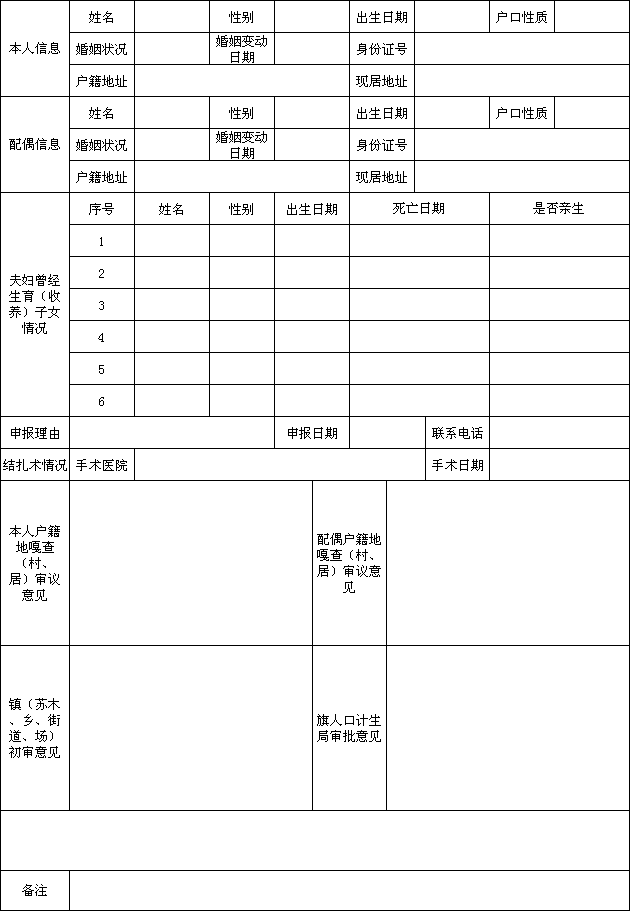 姓名 性别 出生日期 户口性质
本人信息 婚姻状况 婚姻变动
日期 身份证号
户籍地址 现居地址
姓名 性别 出生日期 户口性质
配偶信息 婚姻状况 婚姻变动
日期 身份证号
户籍地址 现居地址
夫妇曾经
生育（收
养）子女
情况
序号 姓名 性别 出生日期 死亡日期 是否亲生
1
2
3
4
5
6
申报理由 申报日期 联系电话
结扎术情况 手术医院 手术日期
本人户籍
地嘎查
（村、
居）审议
意见
配偶户籍地
嘎查（村、
居）审议意
见
镇（苏木
、乡、街
道、场）
初审意见
旗人口计生
局审批意见
备注